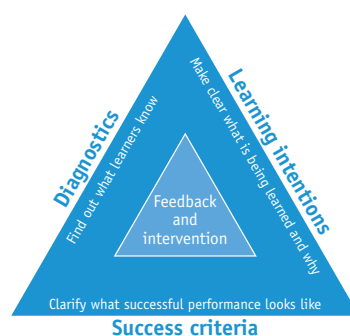 Diagnostics
Find out what learners know
Learning intentions
Make clear what is being learned and why
Feedback
and
intervention
Clarify what successful performance looks like
Success criteria